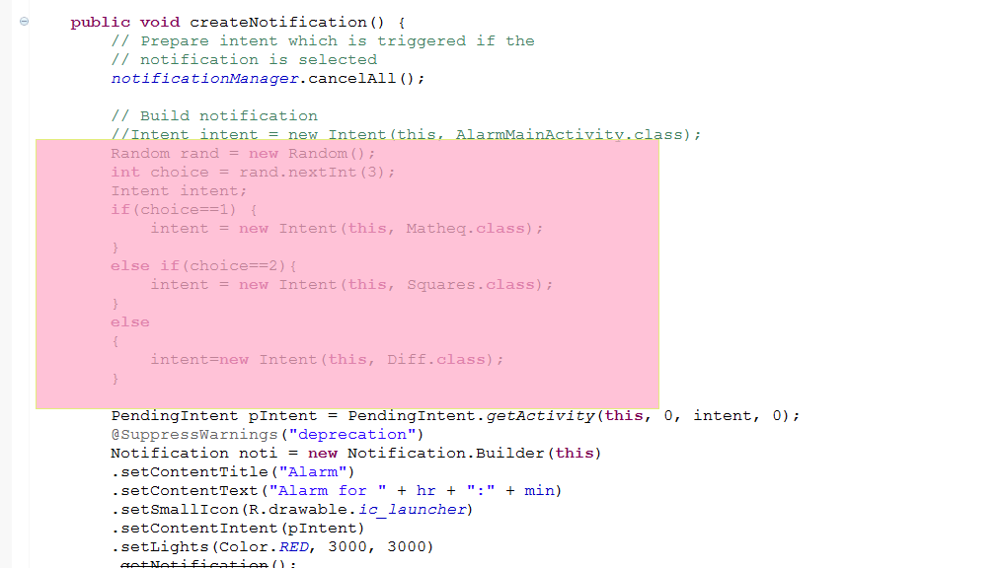 public void createNotification() {
// Prepare intent which is triggered if the
// notification is selected
notificationManager.cancelAll();
// Build notification
//Intent intent = new Intent(this, AlarmMainActivity.class);
Random rand = new Random();
int choice = rand.nextInt(3);
Intent intent;
if(choice==1) {
intent = new Intent(this, Matheq.class);
}
else if(choice==2){
intent = new Intent(this, Squares.class);
}
else
{
intent=new Intent(this, Diff.class);
}
PendingIntent pIntent = PendingIntent.getActivity(this, 0, intent, 0);
@SuppressWarnings("deprecation")
Notification noti = new Notification.Builder(this)
.setContentTitle("Alarm")
.setContentText("Alarm for " + hr + ":" + min)
.setSmallIcon(R.drawable.ic_launcher)
.setContentIntent(pIntent)
.setLights(Color.RED, 3000, 3000)
.getNotification();